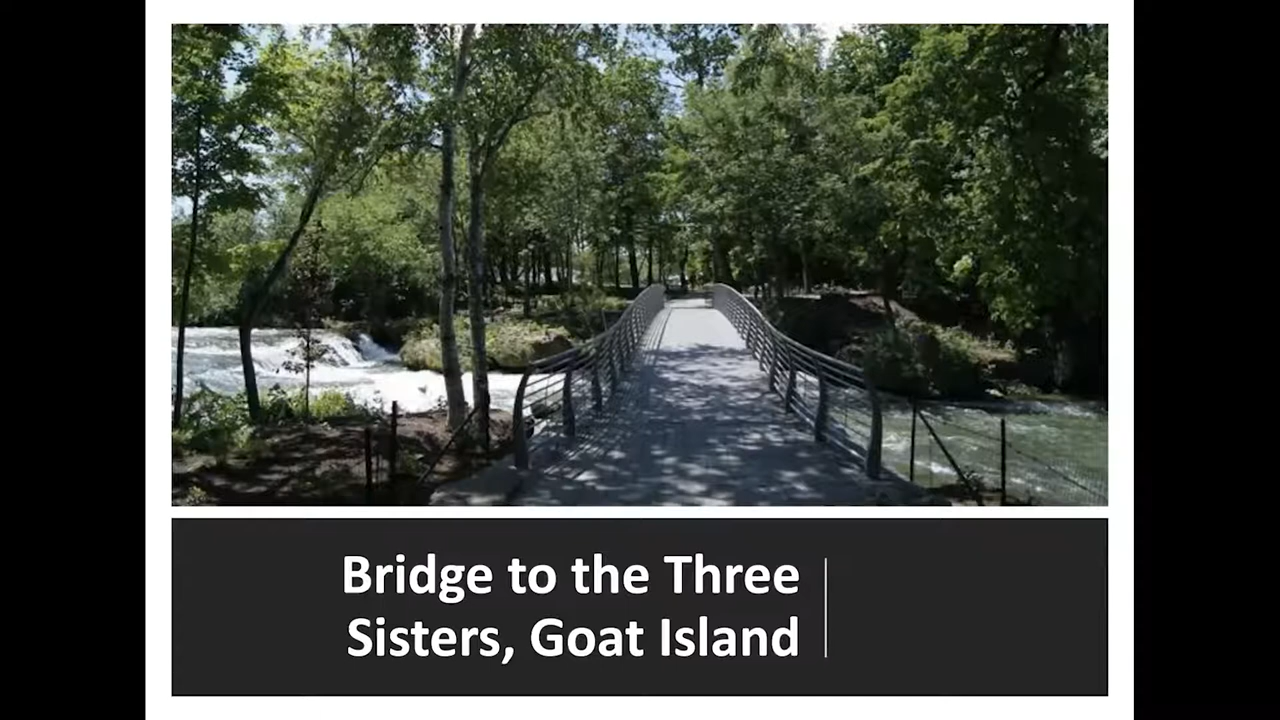 Bridge to the Three
Sisters, Goat Island